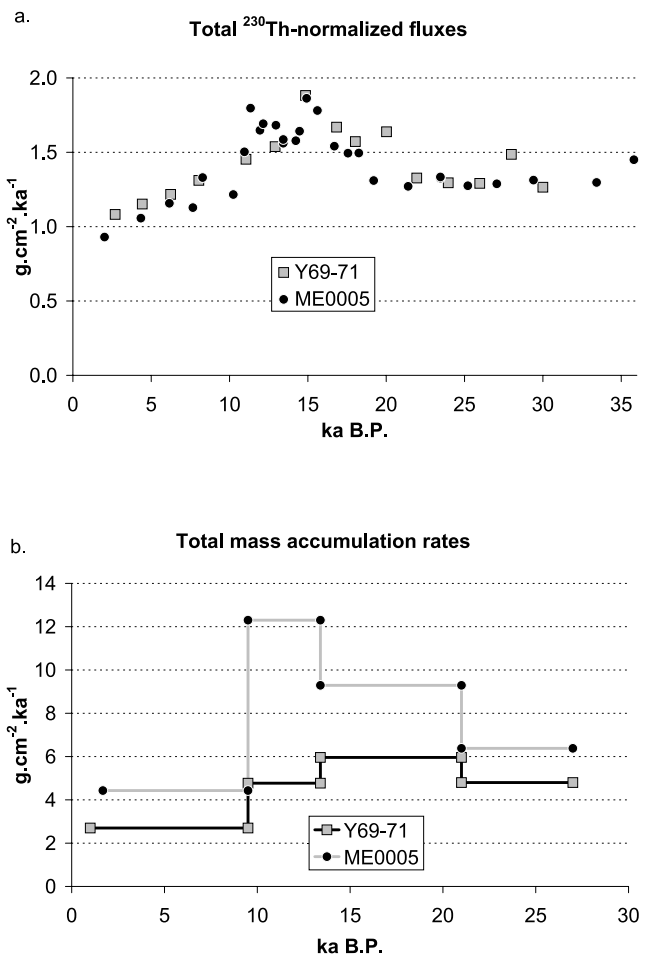 a.
Total ²³⁰Th-normalized fluxes
2.0
1.5
1.0
0.5
0.0
g.cm⁻².ka⁻¹
Y69-71
ME0005
0 5 10 15 20 25 30 35
ka B.P.
b.
Total mass accumulation rates
14
12
10
8
6
4
2
0
g.cm⁻².ka⁻¹
Y69-71
ME0005
0 5 10 15 20 25 30
ka B.P.